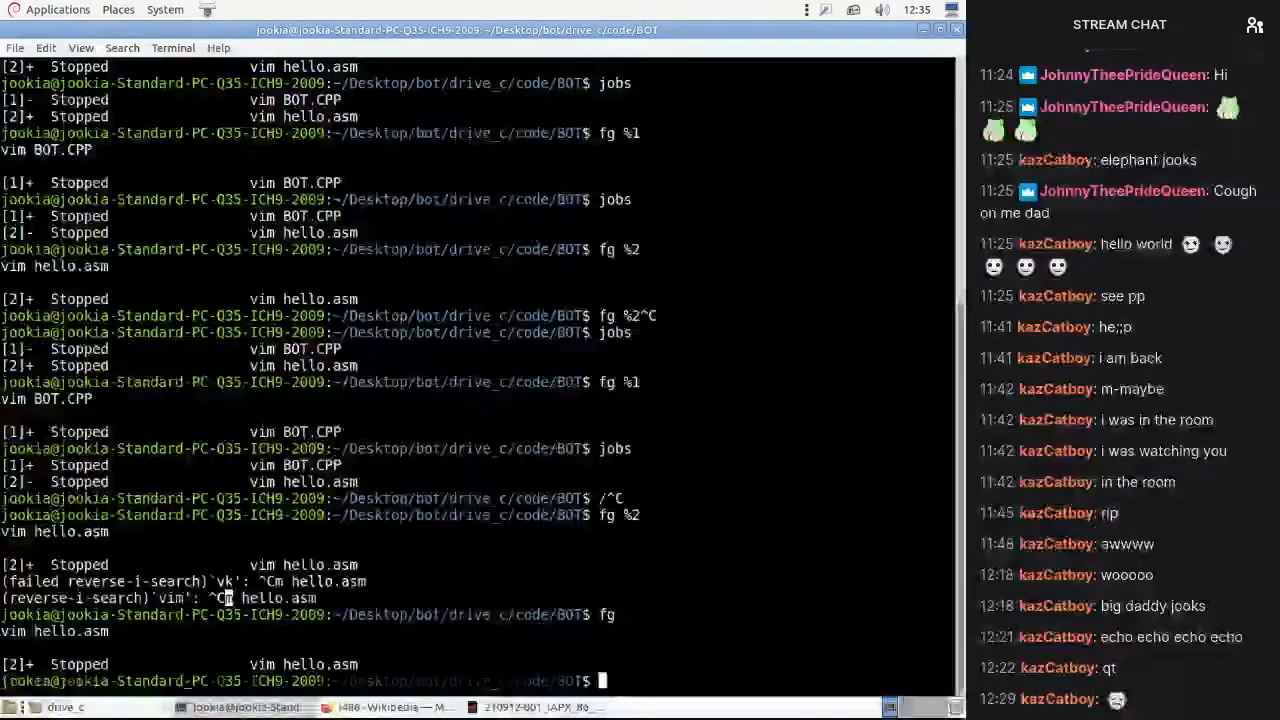 Applications Places System 12:35
jookia@jookia-Standard-PC-Q35-ICH9-2009: ~/Desktop/bot/drive_c/code/BOT
File Edit View Search Terminal Help
[2]+ Stopped vim hello.asm
jookia@jookia-Standard-PC-Q35-ICH9-2009:~/Desktop/bot/drive_c/code/BOT$ jobs
[1]- Stopped vim BOT.CPP
[2]+ Stopped vim hello.asm
jookia@jookia-Standard-PC-Q35-ICH9-2009:~/Desktop/bot/drive_c/code/BOT$ fg %1
vim BOT.CPP
[1]+ Stopped vim BOT.CPP
jookia@jookia-Standard-PC-Q35-ICH9-2009:~/Desktop/bot/drive_c/code/BOT$ jobs
[1]+ Stopped vim BOT.CPP
[2]- Stopped vim hello.asm
jookia@jookia-Standard-PC-Q35-ICH9-2009:~/Desktop/bot/drive_c/code/BOT$ fg %2
vim hello.asm
[2]+ Stopped vim hello.asm
jookia@jookia-Standard-PC-Q35-ICH9-2009:~/Desktop/bot/drive_c/code/BOT$ fg %2^C
jookia@jookia-Standard-PC-Q35-ICH9-2009:~/Desktop/bot/drive_c/code/BOT$ jobs
[1]- Stopped vim BOT.CPP
[2]+ Stopped vim hello.asm
jookia@jookia-Standard-PC-Q35-ICH9-2009:~/Desktop/bot/drive_c/code/BOT$ fg %1
vim BOT.CPP
[1]+ Stopped vim BOT.CPP
jookia@jookia-Standard-PC-Q35-ICH9-2009:~/Desktop/bot/drive_c/code/BOT$ jobs
[1]+ Stopped vim BOT.CPP
[2]- Stopped vim hello.asm
jookia@jookia-Standard-PC-Q35-ICH9-2009:~/Desktop/bot/drive_c/code/BOT$ /^C
jookia@jookia-Standard-PC-Q35-ICH9-2009:~/Desktop/bot/drive_c/code/BOT$ fg %2
vim hello.asm
[2]+ Stopped vim hello.asm
(failed reverse-i-search)`vk': ^Cm hello.asm
(reverse-i-search)`vim': ^Cm hello.asm
jookia@jookia-Standard-PC-Q35-ICH9-2009:~/Desktop/bot/drive_c/code/BOT$ fg
vim hello.asm
[2]+ Stopped vim hello.asm
jookia@jookia-Standard-PC-Q35-ICH9-2009:~/Desktop/bot/drive_c/code/BOT$
drive_c jookia@jookia-Stand... i486 - Wikipedia — M...
STREAM CHAT
11:24 JohnnyTheePrideQueen: Hi
11:25 JohnnyTheePrideQueen:
11:25 kazCatboy: elephant jooks
11:25 JohnnyTheePrideQueen: Cough
on me dad
11:25 kazCatboy: hello world
11:25 kazCatboy: see pp
11:41 kazCatboy: he;;p
11:41 kazCatboy: i am back
11:42 kazCatboy: m-maybe
11:42 kazCatboy: i was in the room
11:42 kazCatboy: i was watching you
11:42 kazCatboy: in the room
11:45 kazCatboy: rip
11:48 kazCatboy: awwww
12:18 kazCatboy: wooooo
12:18 kazCatboy: big daddy jooks
12:21 kazCatboy: echo echo echo echo
12:22 kazCatboy: qt
12:29 kazCatboy: